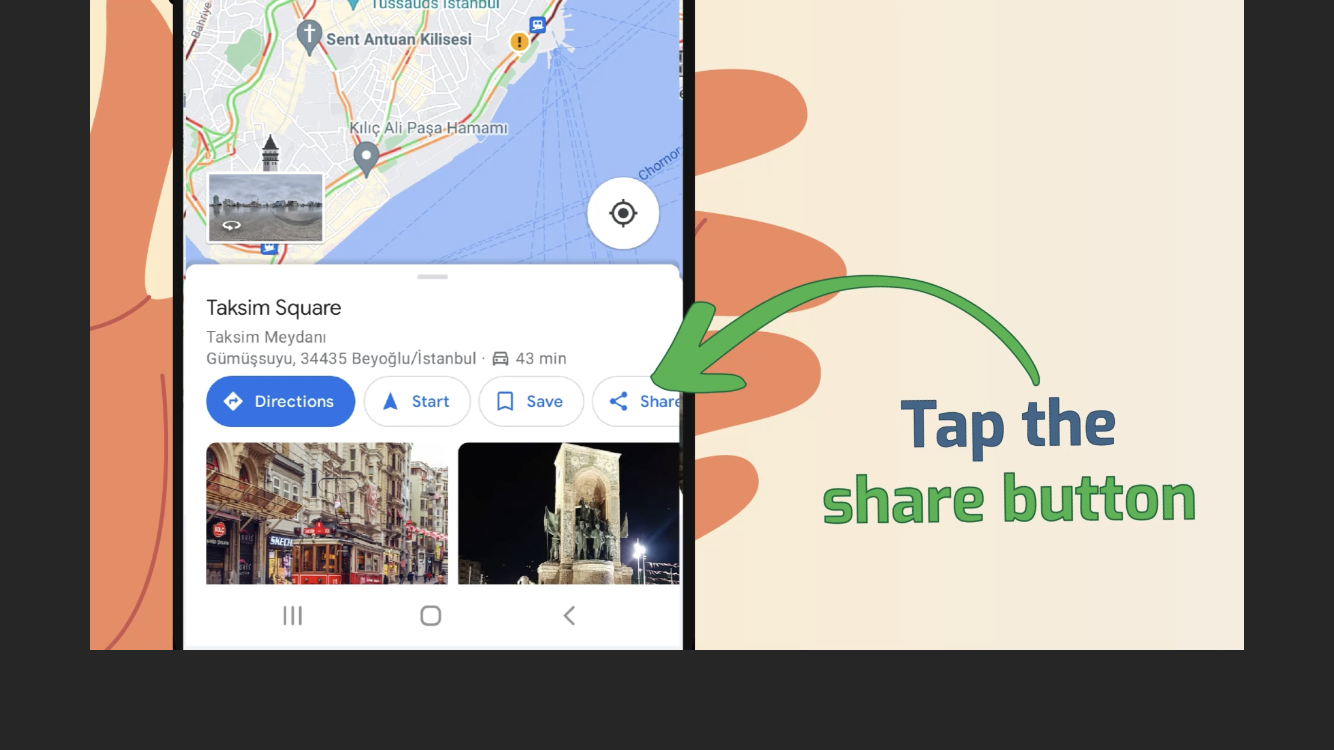 Tussauds Istanbul
Sent Antuan Kilisesi
Kılıç Ali Paşa Hamamı
Taksim Square
Taksim Meydanı
Gümüşsuyu, 34435 Beyoğlu/İstanbul · 43 min
Directions
Start
Save
Share
Tap the
share button